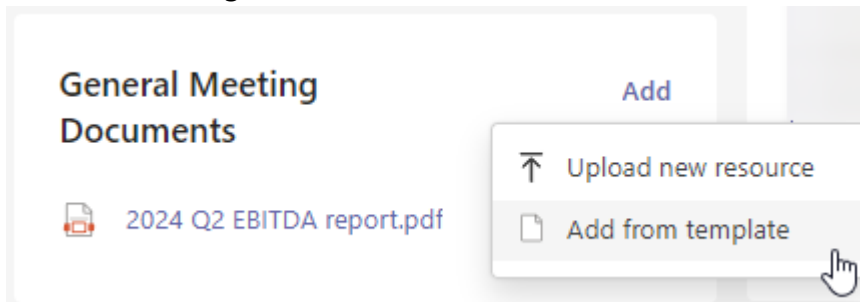 General Meeting
Documents
Add
Upload new resource
2024 Q2 EBITDA report.pdf
Add from template